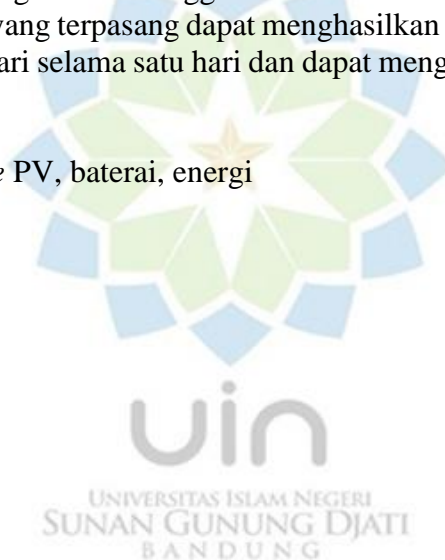 yang terpasang dapat menghasilkan
ari selama satu hari dan dapat meng
e PV, baterai, energi
uin
UNIVERSITAS ISLAM NEGERI
SUNAN GUNUNG DJATI
BANDUNG